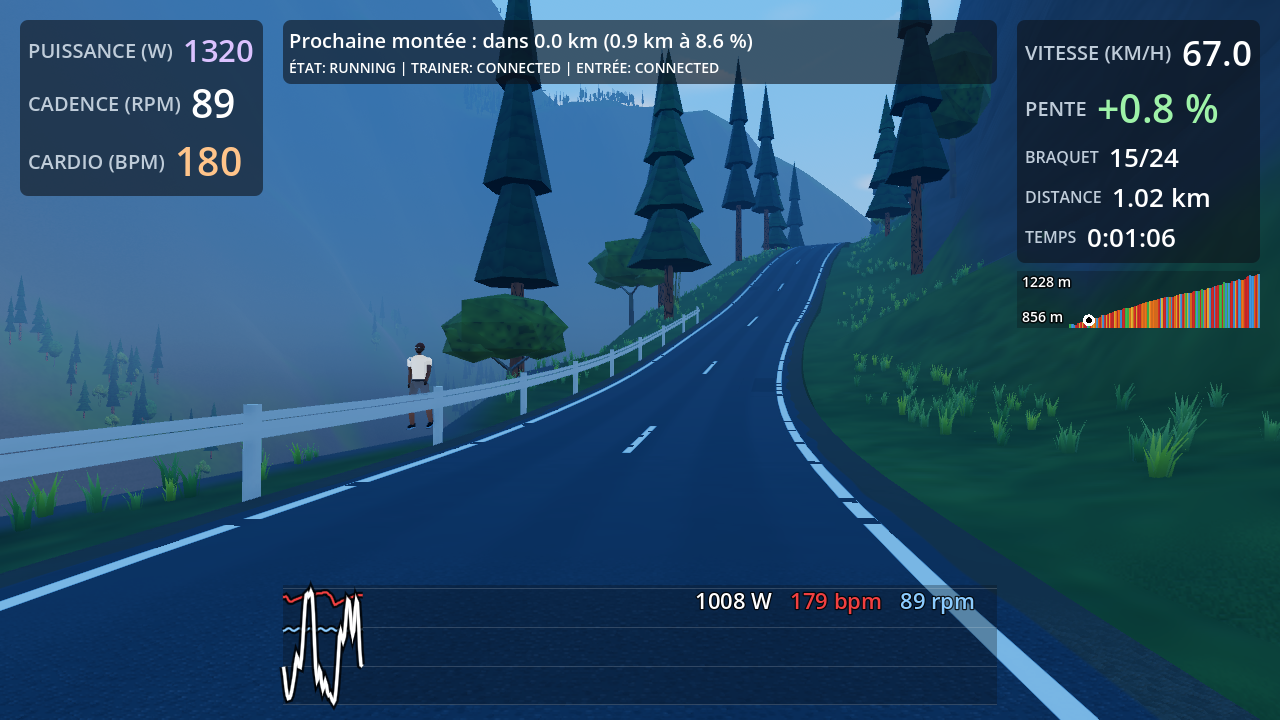 PUISSANCE (W) 1320
CADENCE (RPM) 89
CARDIO (BPM) 180
Prochaine montée : dans 0.0 km (0.9 km à 8.6 %)
ÉTAT: RUNNING | TRAINER: CONNECTED | ENTRÉE: CONNECTED
VITESSE (KM/H) 67.0
PENTE +0.8 %
BRAQUET 15/24
DISTANCE 1.02 km
TEMPS 0:01:06
1228 m
856 m
1008 W 179 bpm 89 rpm